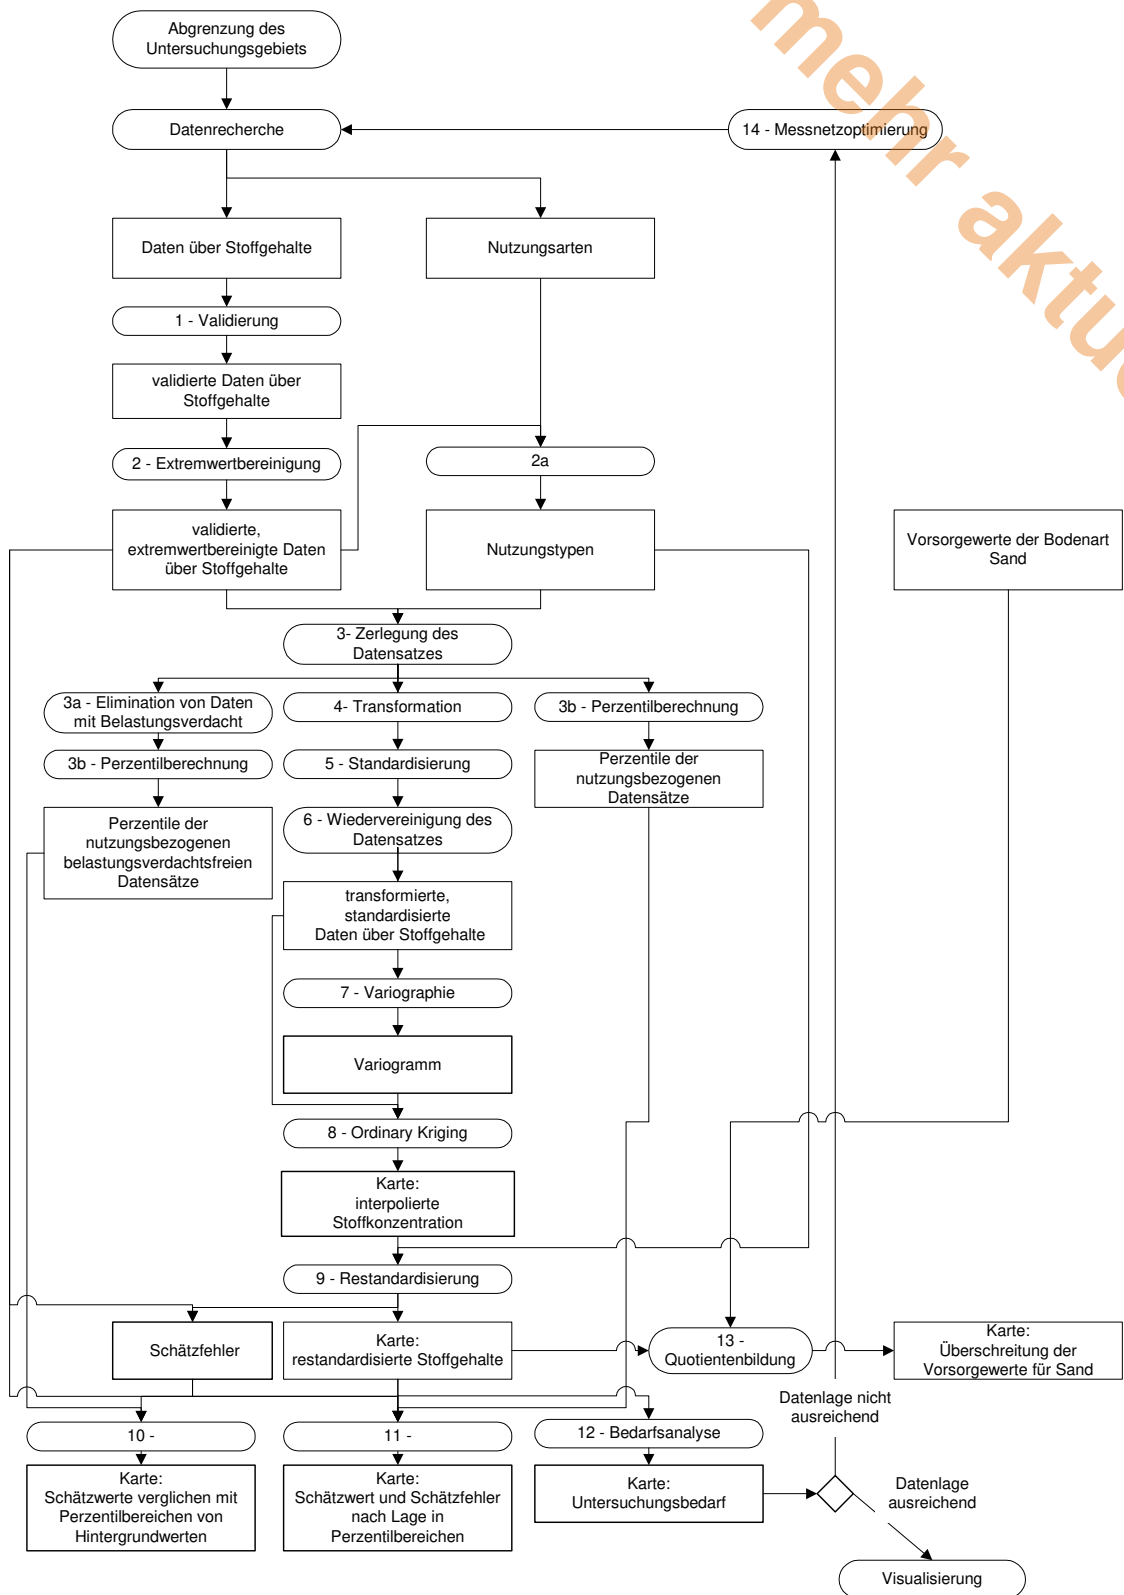 Abgrenzung des
Untersuchungsgebiets
mehr aktue
Datenrecherche
14 - Messnetzoptimierung
Daten über Stoffgehalte
Nutzungsarten
1 - Validierung
validierte Daten über
Stoffgehalte
2 - Extremwertbereinigung
2a
validierte,
extremwertbereinigte Daten
über Stoffgehalte
Nutzungstypen
Vorsorgewerte der Bodenart
Sand
3- Zerlegung des
Datensatzes
3a - Elimination von Daten
mit Belastungsverdacht
4- Transformation
3b - Perzentilberechnung
3b - Perzentilberechnung
5 - Standardisierung
Perzentile der
nutzungsbezogenen
Datensätze
Perzentile der
nutzungsbezogenen
belastungsverdachtsfreien
Datensätze
6 - Wiedervereinigung des
Datensatzes
transformierte,
standardisierte
Daten über Stoffgehalte
7 - Variographie
Variogramm
8 - Ordinary Kriging
Karte:
interpolierte
Stoffkonzentration
9 - Restandardisierung
Schätzfehler
Karte:
restandardisierte Stoffgehalte
13 -
Quotientenbildung
Karte:
Überschreitung der
Vorsorgewerte für Sand
Datenlage nicht
ausreichend
10 -
11 -
12 - Bedarfsanalyse
Karte:
Schätzwerte verglichen mit
Perzentilbereichen von
Hintergrundwerten
Karte:
Schätzwert und Schätzfehler
nach Lage in
Perzentilbereichen
Karte:
Untersuchungsbedarf
Datenlage
ausreichend
Visualisierung